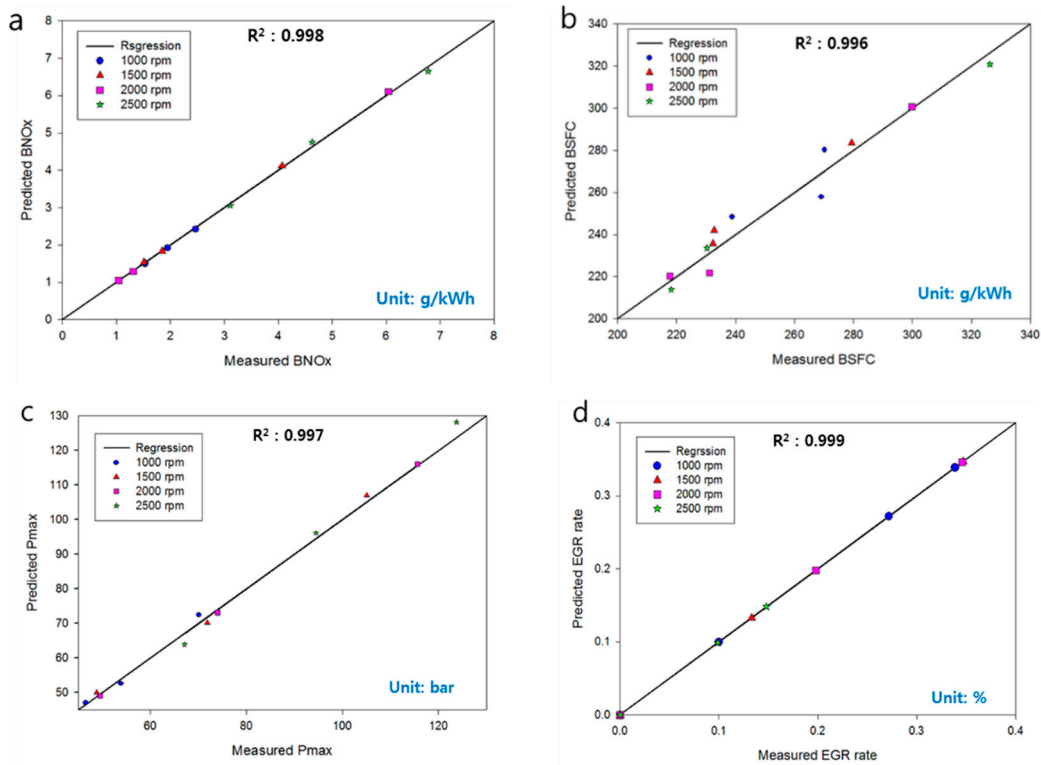 a
R² : 0.998
Rsgression
1000 rpm
1500 rpm
2000 rpm
2500 rpm
8
7
6
5
4
3
2
1
0
Predicted BNOx
Unit: g/kWh
0 1 2 3 4 5 6 7 8
Measured BNOx
b
R² : 0.996
Regression
1000 rpm
1500 rpm
2000 rpm
2500 rpm
340
320
300
280
260
240
220
200
Predicted BSFC
Unit: g/kWh
200 220 240 260 280 300 320 340
Measured BSFC
c
R² : 0.997
Regression
1000 rpm
1500 rpm
2000 rpm
2500 rpm
130
120
110
100
90
80
70
60
50
Predicted Pmax
Unit: bar
60 80 100 120
Measured Pmax
d
R² : 0.999
Regrssion
1000 rpm
1500 rpm
2000 rpm
2500 rpm
0.4
0.3
0.2
0.1
0.0
Predicted EGR rate
Unit: %
0.0 0.1 0.2 0.3 0.4
Measured EGR rate